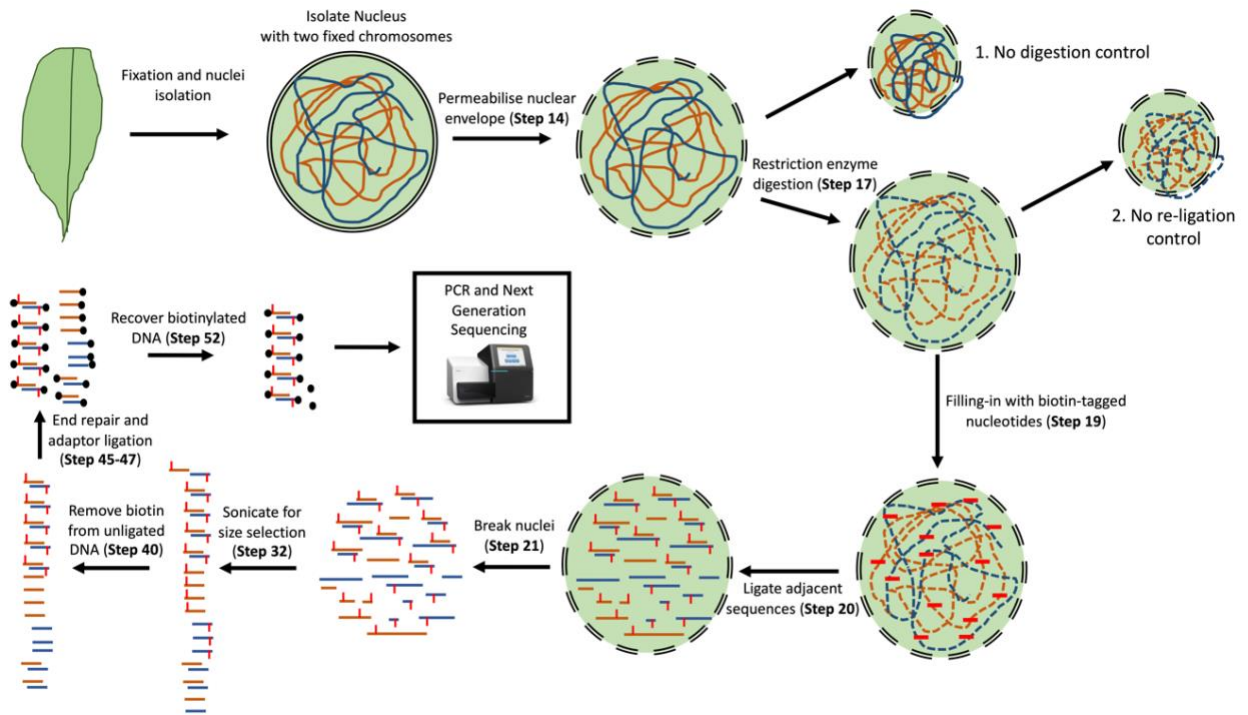 Isolate Nucleus
with two fixed chromosomes
Fixation and nuclei
isolation
Permeabilise nuclear
envelope (Step 14)
1. No digestion control
Restriction enzyme
digestion (Step 17)
2. No re-ligation
control
Filling-in with biotin-tagged
nucleotides (Step 19)
Ligate adjacent
sequences (Step 20)
Break nuclei
(Step 21)
Sonicate for
size selection
(Step 32)
Remove biotin
from unligated
DNA (Step 40)
End repair and
adaptor ligation
(Step 45-47)
Recover biotinylated
DNA (Step 52)
PCR and Next
Generation
Sequencing